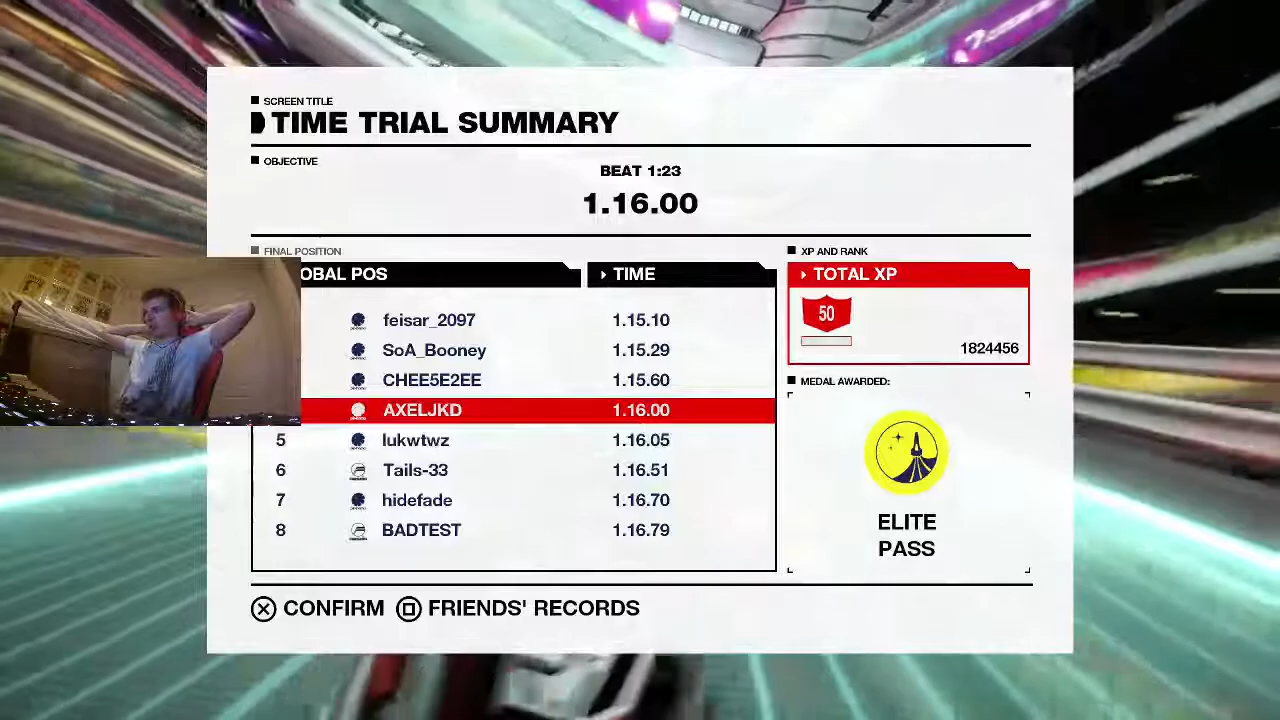 SCREEN TITLE
TIME TRIAL SUMMARY
OBJECTIVE
BEAT 1:23
1.16.00
FINAL POSITION
OBAL POS
TIME
feisar_2097 1.15.10
SoA_Booney 1.15.29
CHEE5E2EE 1.15.60
AXELJKD 1.16.00
5 lukwtwz 1.16.05
6 Tails-33 1.16.51
7 hidefade 1.16.70
8 BADTEST 1.16.79
XP AND RANK
TOTAL XP
50
1824456
MEDAL AWARDED:
ELITE
PASS
CONFIRM FRIENDS' RECORDS